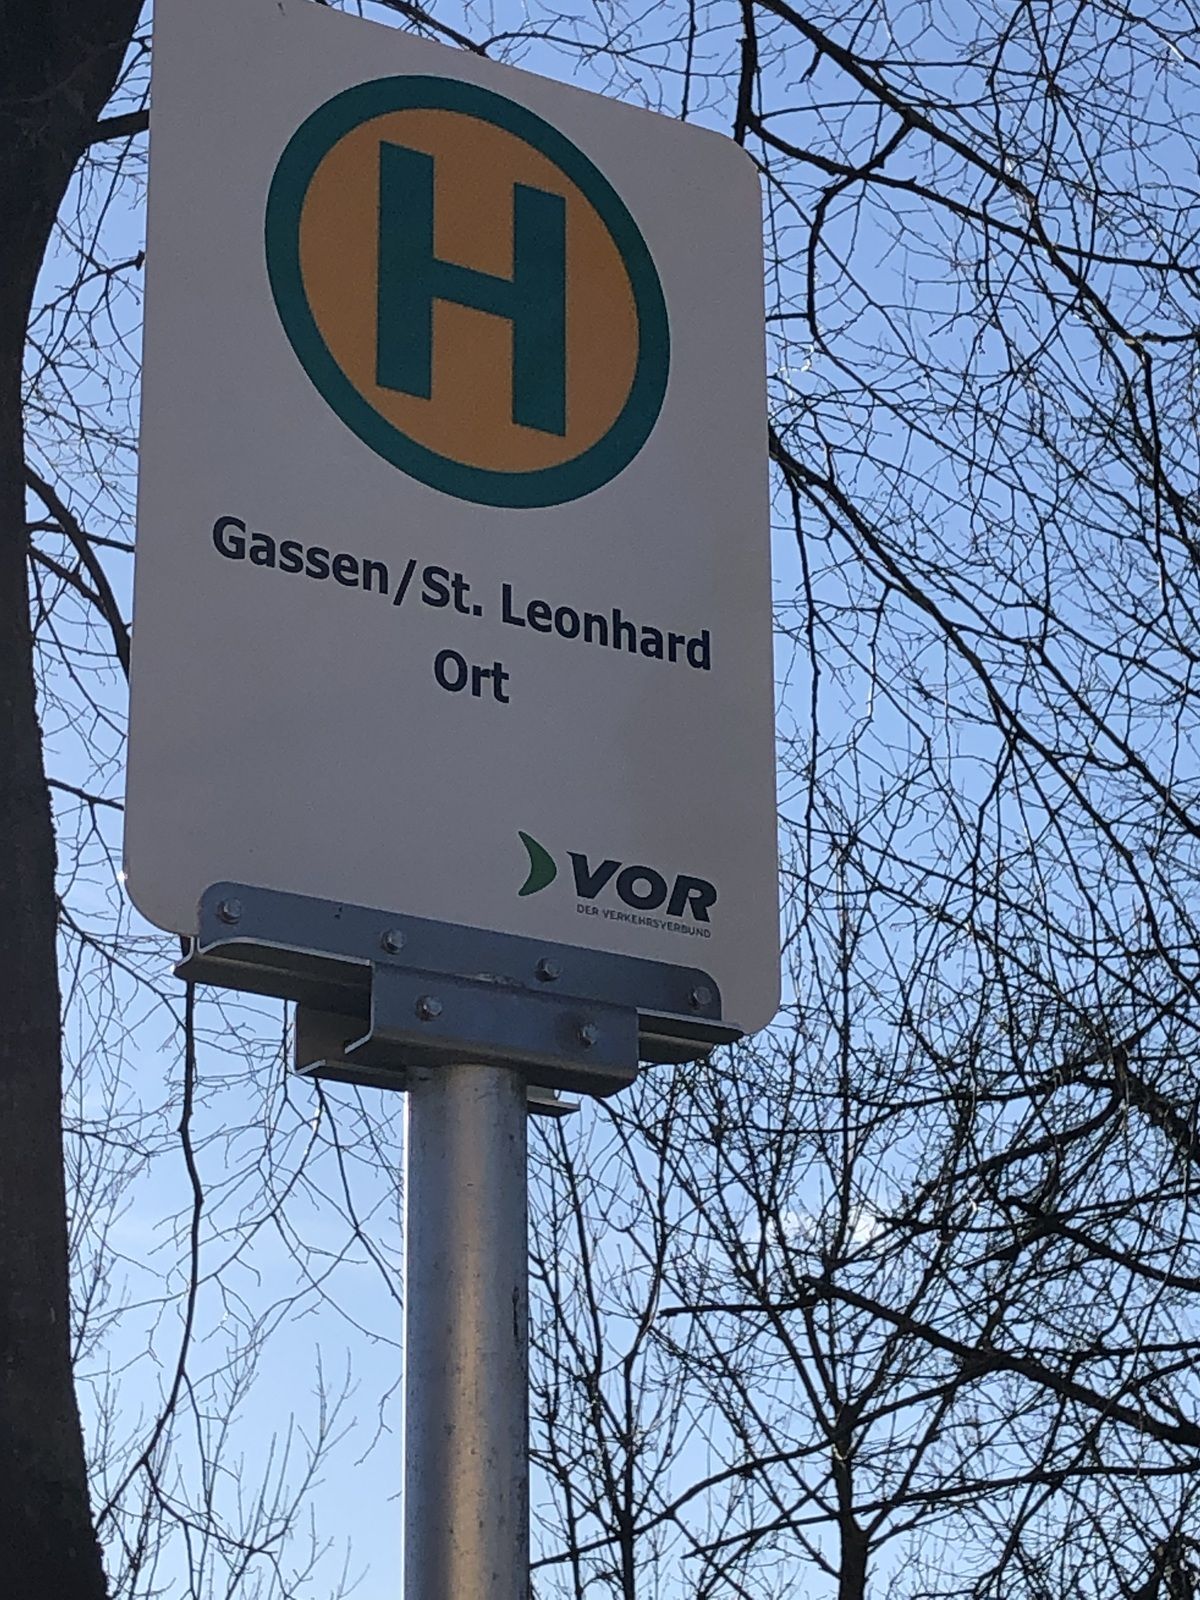 H
Gassen/St. Leonhard
Ort
VOR
DER VERKEHRSVERBUND